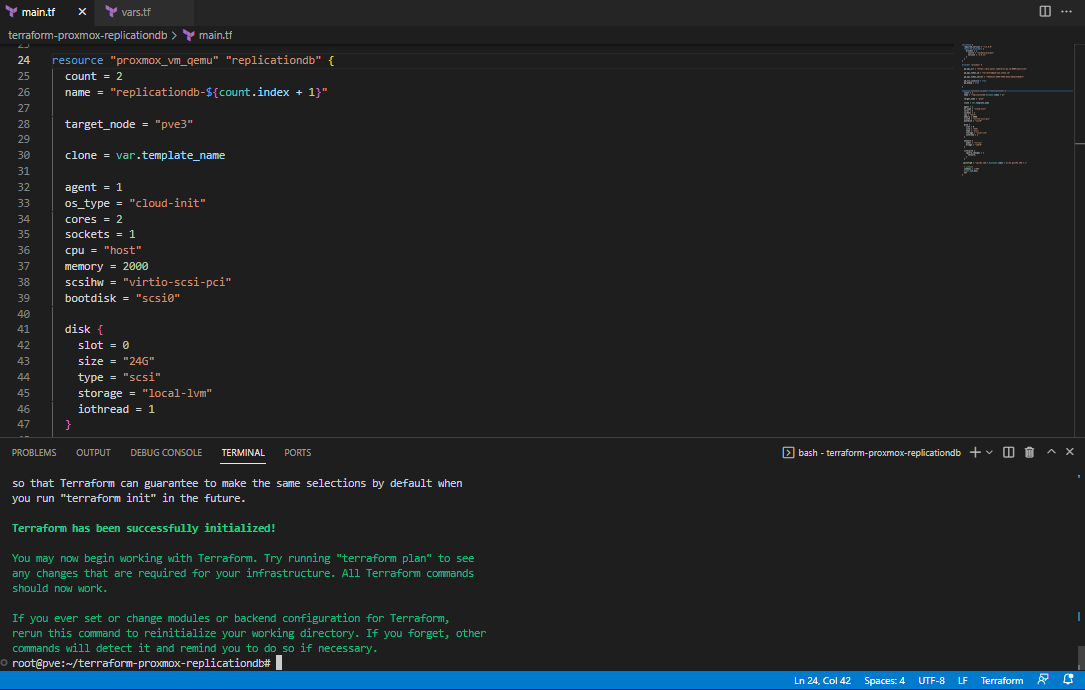 main.tf
vars.tf
terraform-proxmox-replicationdb > main.tf
23
24 resource "proxmox_vm_qemu" "replicationdb" {
25 count = 2
26 name = "replicationdb-${count.index + 1}"
27
28 target_node = "pve3"
29
30 clone = var.template_name
31
32 agent = 1
33 os_type = "cloud-init"
34 cores = 2
35 sockets = 1
36 cpu = "host"
37 memory = 2000
38 scsihw = "virtio-scsi-pci"
39 bootdisk = "scsi0"
40
41 disk {
42 slot = 0
43 size = "24G"
44 type = "scsi"
45 storage = "local-lvm"
46 iothread = 1
47 }
PROBLEMS OUTPUT DEBUG CONSOLE TERMINAL PORTS
bash - terraform-proxmox-replicationdb
so that Terraform can guarantee to make the same selections by default when
you run "terraform init" in the future.
Terraform has been successfully initialized!
You may now begin working with Terraform. Try running "terraform plan" to see
any changes that are required for your infrastructure. All Terraform commands
should now work.
If you ever set or change modules or backend configuration for Terraform,
rerun this command to reinitialize your working directory. If you forget, other
commands will detect it and remind you to do so if necessary.
root@pve:~/terraform-proxmox-replicationdb#
Ln 24, Col 42 Spaces: 4 UTF-8 LF Terraform